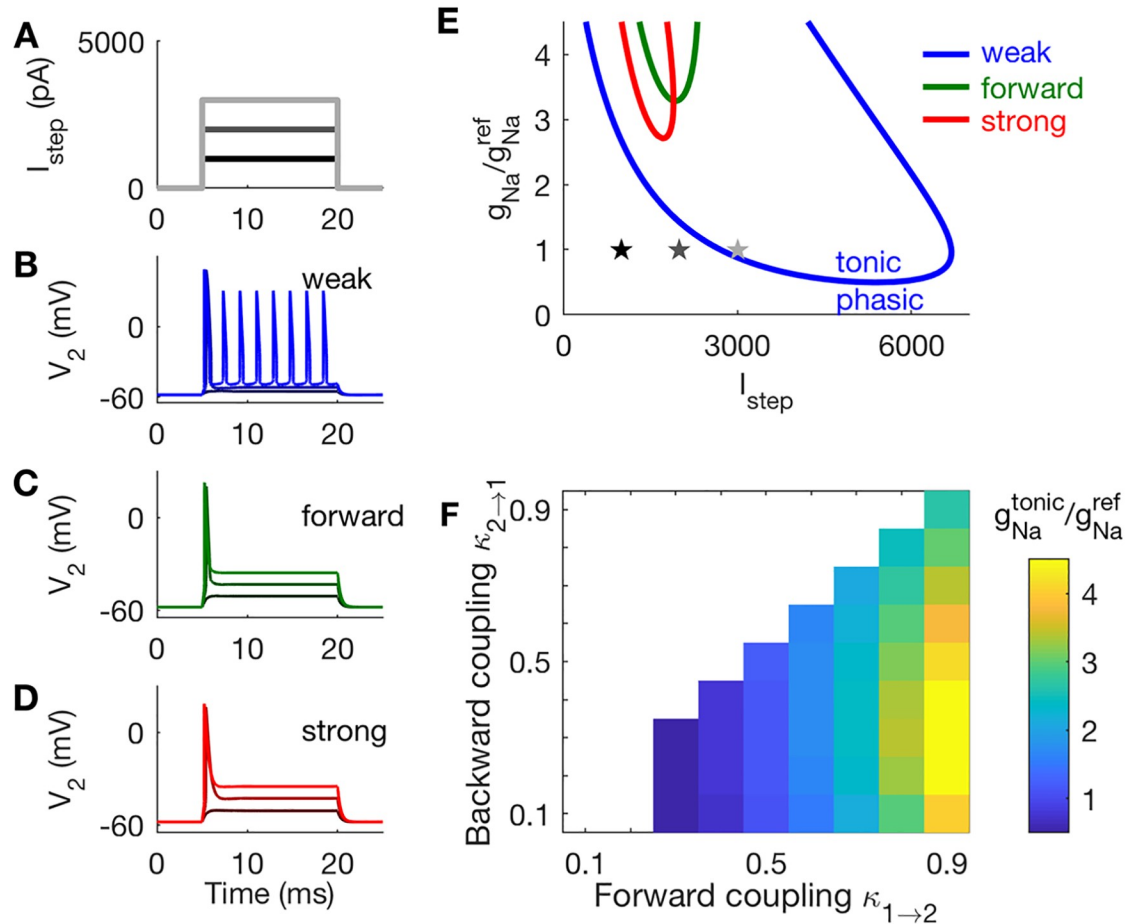 A
5000
I_step (pA)
0
0 10 20
B
weak
0
V_2 (mV)
-60
0 10 20
C
forward
0
V_2 (mV)
-60
0 10 20
D
strong
0
V_2 (mV)
-60
0 10 20
Time (ms)
E
4
3
2
1
0
g_Na/g_Na^ref
weak
forward
strong
tonic
phasic
0 3000 6000
I_step
F
0.9
0.5
0.1
Backward coupling κ_2→1
0.1 0.5 0.9
Forward coupling κ_1→2
g_Na^tonic/g_Na^ref
4
3
2
1